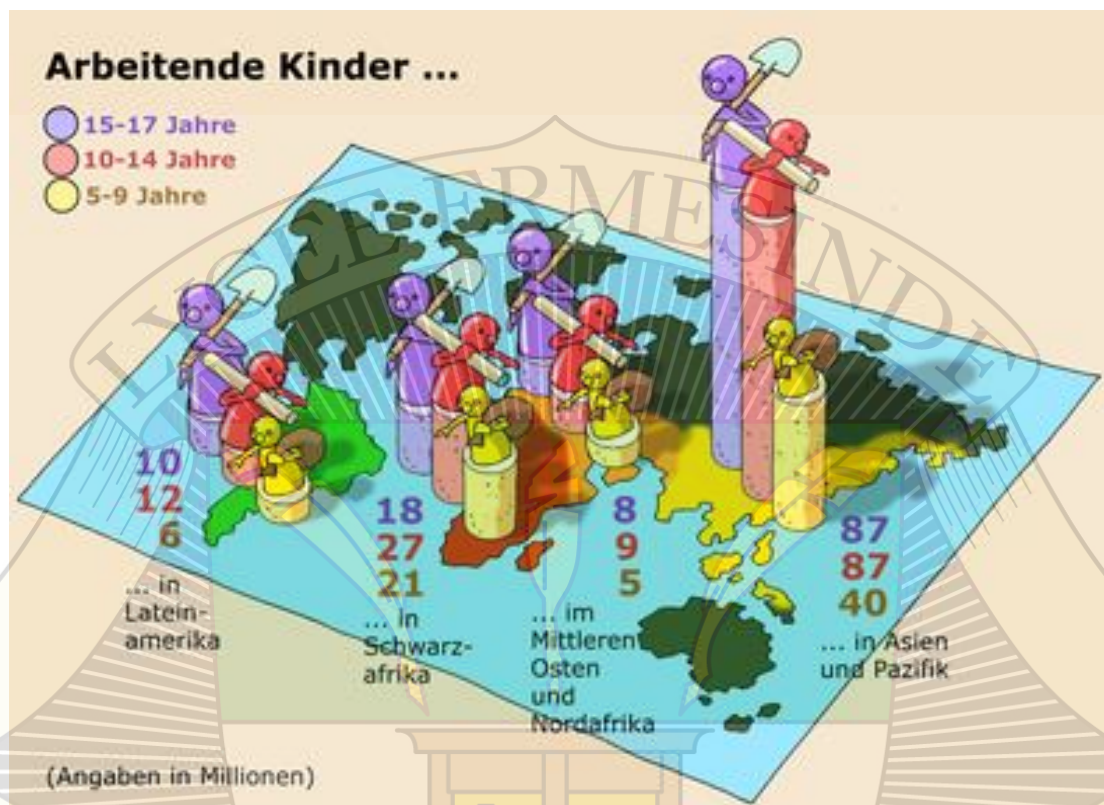 Arbeitende Kinder ...
15-17 Jahre
10-14 Jahre
5-9 Jahre
LYCEE ERMESINDE
10
12
6
... in
Latein-
amerika
18
27
21
... in
Schwarz-
afrika
8
9
5
... im
Mittleren
Osten
und
Nordafrika
87
87
40
... in Asien
und Pazifik
(Angaben in Millionen)